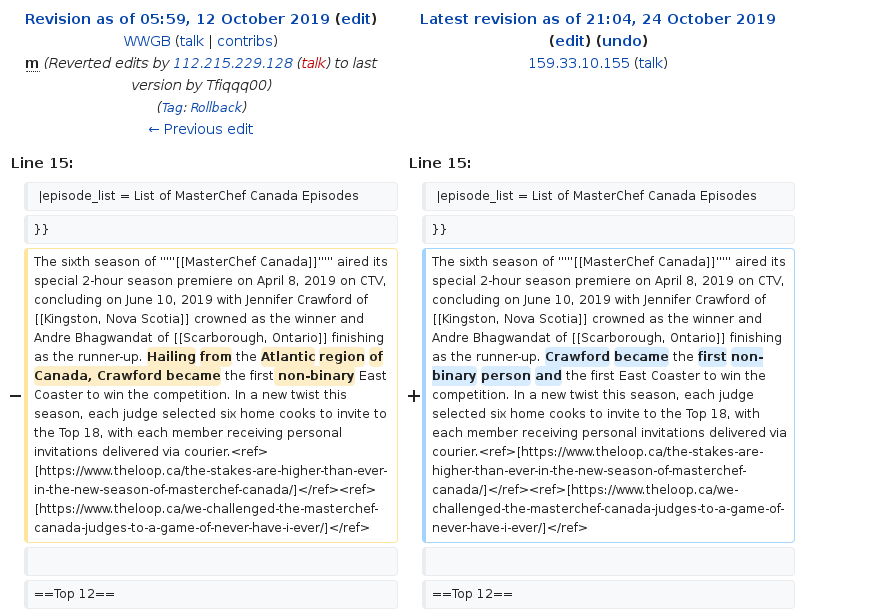 Revision as of 05:59, 12 October 2019 (edit)
WWGB (talk | contribs)
m (Reverted edits by 112.215.229.128 (talk) to last
version by Tfiqqq00)
(Tag: Rollback)
← Previous edit
Latest revision as of 21:04, 24 October 2019
(edit) (undo)
159.33.10.155 (talk)
Line 15:
Line 15:
|episode_list = List of MasterChef Canada Episodes
|episode_list = List of MasterChef Canada Episodes
}}
}}
−
The sixth season of '''''[[MasterChef Canada]]''''' aired its
special 2-hour season premiere on April 8, 2019 on CTV,
concluding on June 10, 2019 with Jennifer Crawford of
[[Kingston, Nova Scotia]] crowned as the winner and
Andre Bhagwandat of [[Scarborough, Ontario]] finishing
as the runner-up. Hailing from the Atlantic region of
Canada, Crawford became the first non-binary East
Coaster to win the competition. In a new twist this
season, each judge selected six home cooks to invite to
the Top 18, with each member receiving personal
invitations delivered via courier.<ref>
[https://www.theloop.ca/the-stakes-are-higher-than-ever-
in-the-new-season-of-masterchef-canada/]</ref><ref>
[https://www.theloop.ca/we-challenged-the-masterchef-
canada-judges-to-a-game-of-never-have-i-ever/]</ref>
+
The sixth season of '''''[[MasterChef Canada]]''''' aired its
special 2-hour season premiere on April 8, 2019 on CTV,
concluding on June 10, 2019 with Jennifer Crawford of
[[Kingston, Nova Scotia]] crowned as the winner and
Andre Bhagwandat of [[Scarborough, Ontario]] finishing
as the runner-up. Crawford became the first non-
binary person and the first East Coaster to win the
competition. In a new twist this season, each judge
selected six home cooks to invite to the Top 18, with
each member receiving personal invitations delivered via
courier.<ref>[https://www.theloop.ca/the-stakes-are-
higher-than-ever-in-the-new-season-of-masterchef-
canada/]</ref><ref>[https://www.theloop.ca/we-
challenged-the-masterchef-canada-judges-to-a-game-of-
never-have-i-ever/]</ref>
==Top 12==
==Top 12==